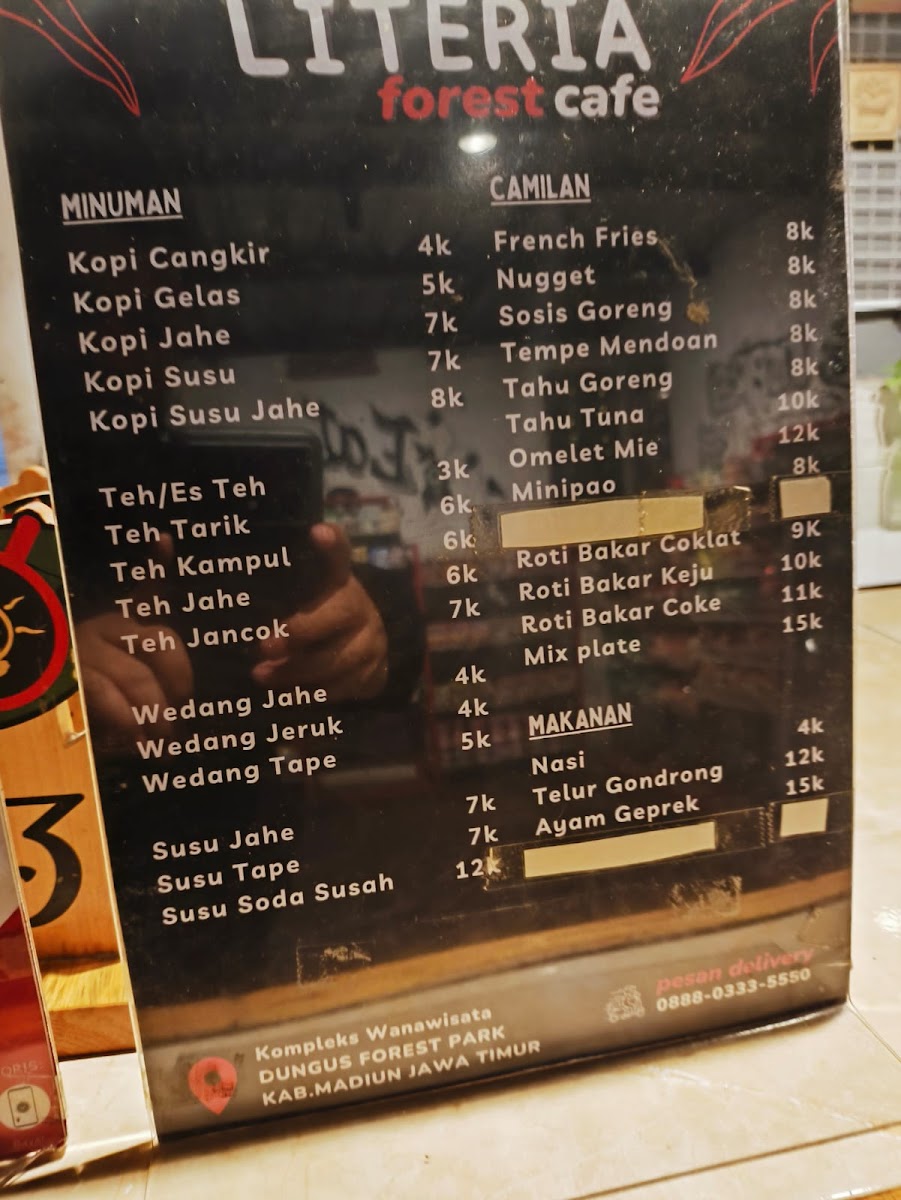 LITERIA
forest cafe
MINUMAN
Kopi Cangkir 4k
Kopi Gelas 5k
Kopi Jahe 7k
Kopi Susu 7k
Kopi Susu Jahe 8k
Teh/Es Teh 3k
Teh Tarik 6k
Teh Kampul 6k
Teh Jahe 6k
Teh Jancok 7k
Wedang Jahe 4k
Wedang Jeruk 4k
Wedang Tape 5k
Susu Jahe 7k
Susu Tape 7k
Susu Soda Susah 12k
CAMILAN
French Fries 8k
Nugget 8k
Sosis Goreng 8k
Tempe Mendoan 8k
Tahu Goreng 8k
Tahu Tuna 10k
Omelet Mie 12k
Minipao 8k
Roti Bakar Coklat 9K
Roti Bakar Keju 10k
Roti Bakar Coke 11k
Mix plate 15k
MAKANAN
Nasi 4k
Telur Gondrong 12k
Ayam Geprek 15k
pesan delivery
0888-0333-5550
Kompleks Wanawisata
DUNGUS FOREST PARK
KAB.MADIUN JAWA TIMUR
3
QRIS